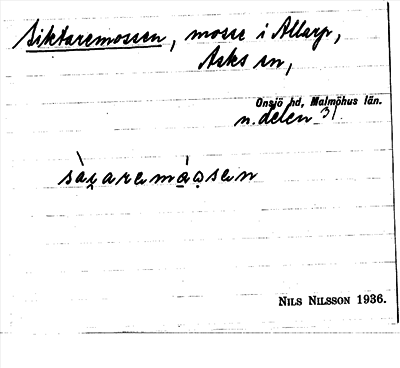 Siktaremossen, mosse i Allarp,
Asks sn,
Onsjö hd, Malmöhus län.
n. delen 31.
NILS NILSSON 1936.